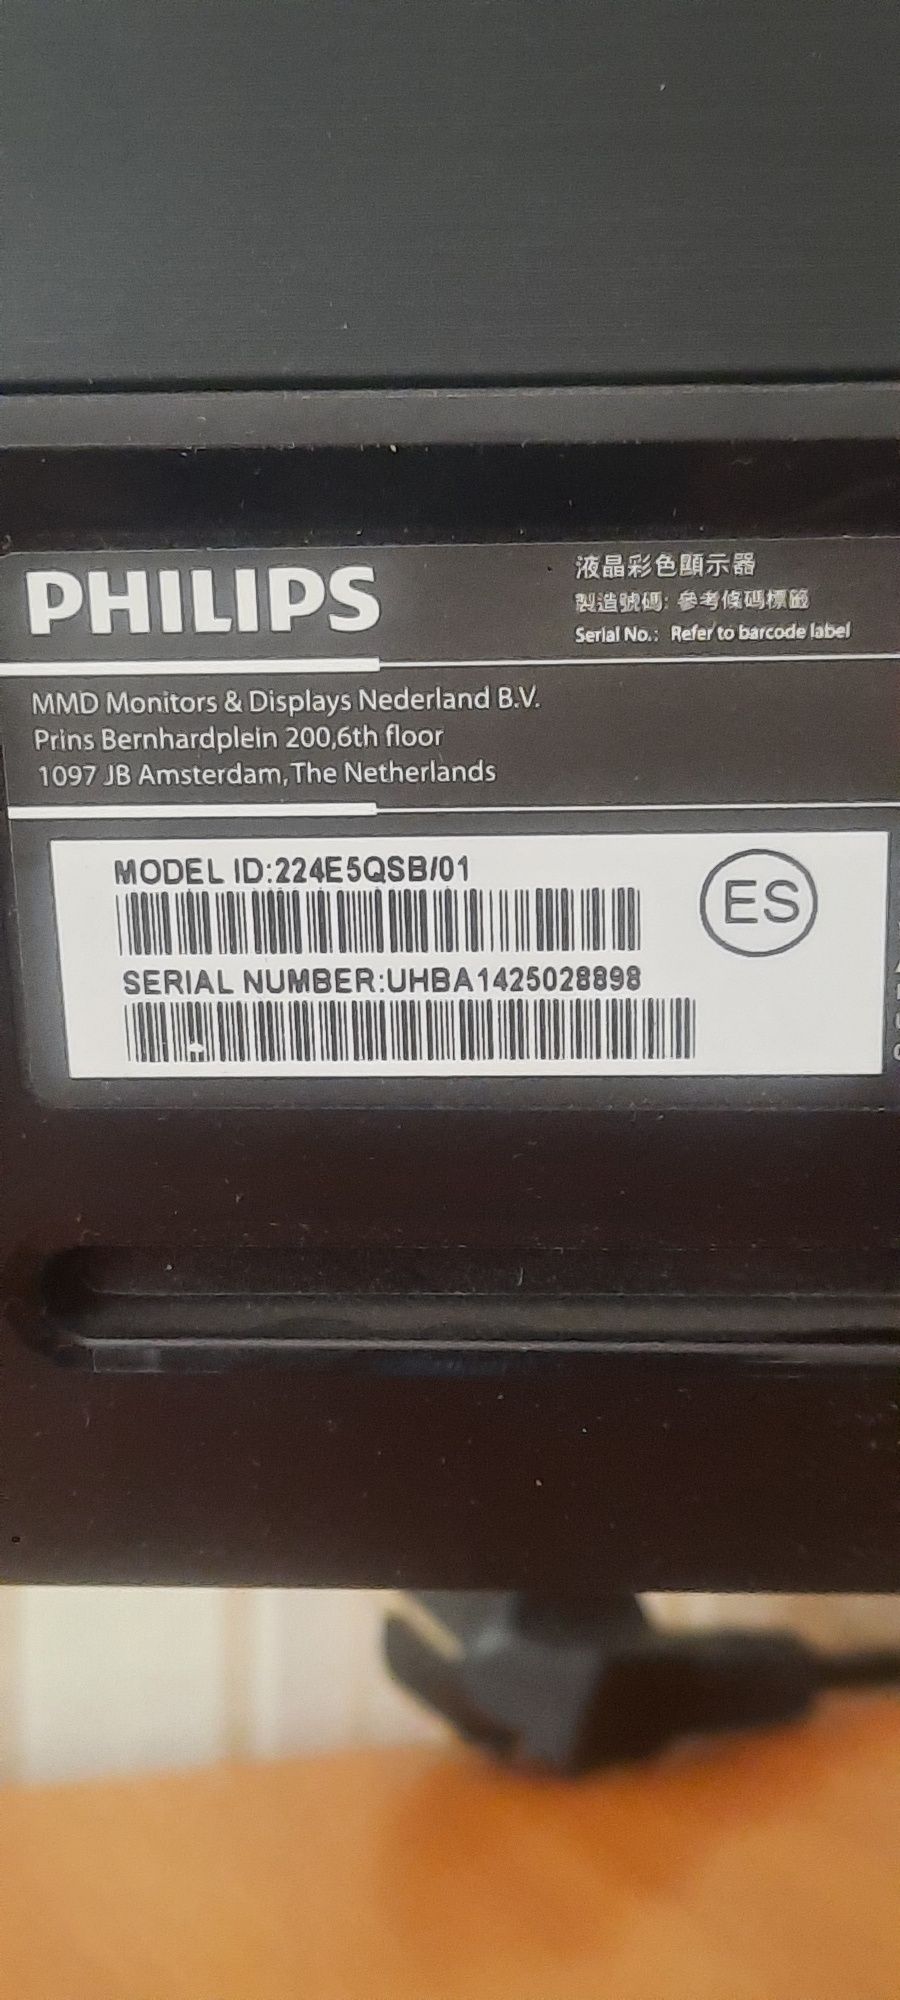 PHILIPS
液晶彩色顯示器
製造號碼: 參考條碼標籤
Serial No.: Refer to barcode label
MMD Monitors & Displays Nederland B.V.
Prins Bernhardplein 200,6th floor
1097 JB Amsterdam, The Netherlands
MODEL ID:224E5QSB/01
ES
SERIAL NUMBER:UHBA1425028898